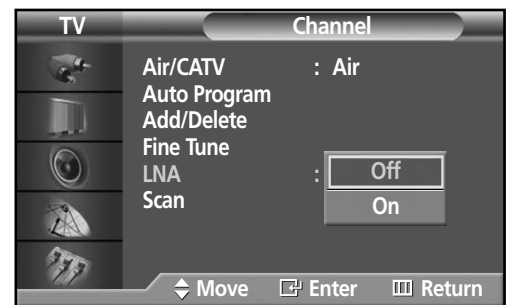 TV Channel
Air/CATV : Air
Auto Program
Add/Delete
Fine Tune
LNA : Off
Scan On
Move Enter Return